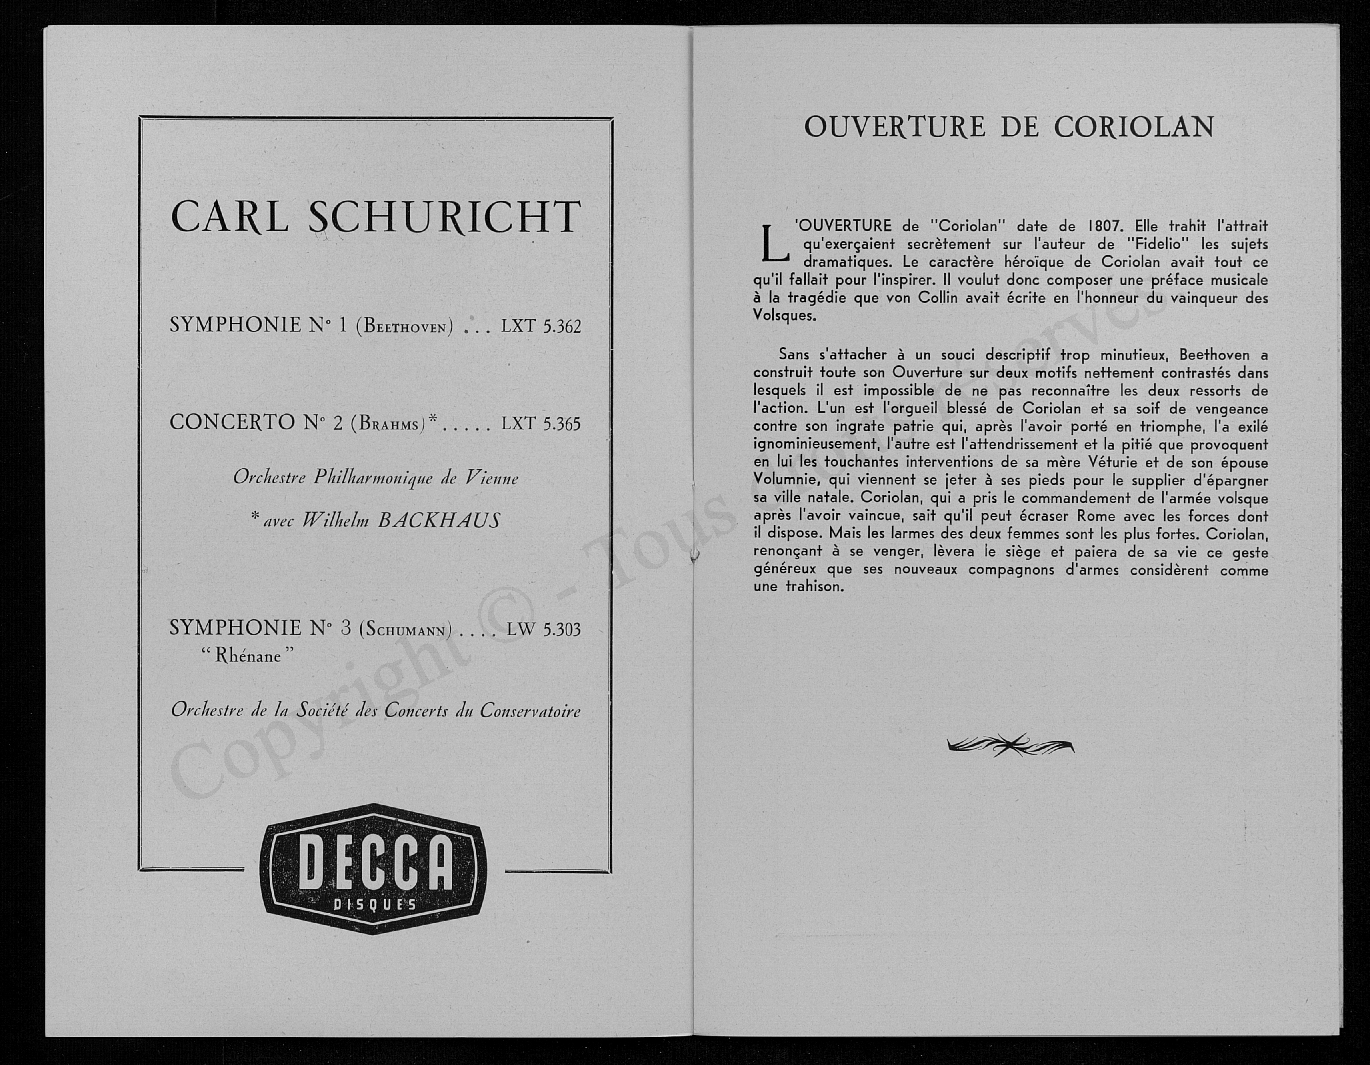 CARL SCHURICHT
SYMPHONIE N° 1 (BEETHOVEN) ... LXT 5.362
CONCERTO N° 2 (BRAHMS)* ..... LXT 5.365
Orchestre Philharmonique de Vienne
* avec Wilhelm BACKHAUS
SYMPHONIE N° 3 (SCHUMANN) .... LW 5.303
“Rhénane”
Orchestre de la Société des Concerts du Conservatoire
DECCA
DISQUES
OUVERTURE DE CORIOLAN
L'OUVERTURE de "Coriolan" date de 1807. Elle trahit l'attrait
qu'exerçaient secrètement sur l'auteur de "Fidelio" les sujets
dramatiques. Le caractère héroïque de Coriolan avait tout ce
qu'il fallait pour l'inspirer. Il voulut donc composer une préface musicale
à la tragédie que von Collin avait écrite en l'honneur du vainqueur des
Volsques.
Sans s'attacher à un souci descriptif trop minutieux, Beethoven a
construit toute son Ouverture sur deux motifs nettement contrastés dans
lesquels il est impossible de ne pas reconnaître les deux ressorts de
l'action. L'un est l'orgueil blessé de Coriolan et sa soif de vengeance
contre son ingrate patrie qui, après l'avoir porté en triomphe, l'a exilé
ignominieusement, l'autre est l'attendrissement et la pitié que provoquent
en lui les touchantes interventions de sa mère Véturie et de son épouse
Volumnie, qui viennent se jeter à ses pieds pour le supplier d'épargner
sa ville natale. Coriolan, qui a pris le commandement de l'armée volsque
après l'avoir vaincue, sait qu'il peut écraser Rome avec les forces dont
il dispose. Mais les larmes des deux femmes sont les plus fortes. Coriolan,
renonçant à se venger, lèvera le siège et paiera de sa vie ce geste
généreux que ses nouveaux compagnons d'armes considèrent comme
une trahison.
Copyright © - Tous droits réservés